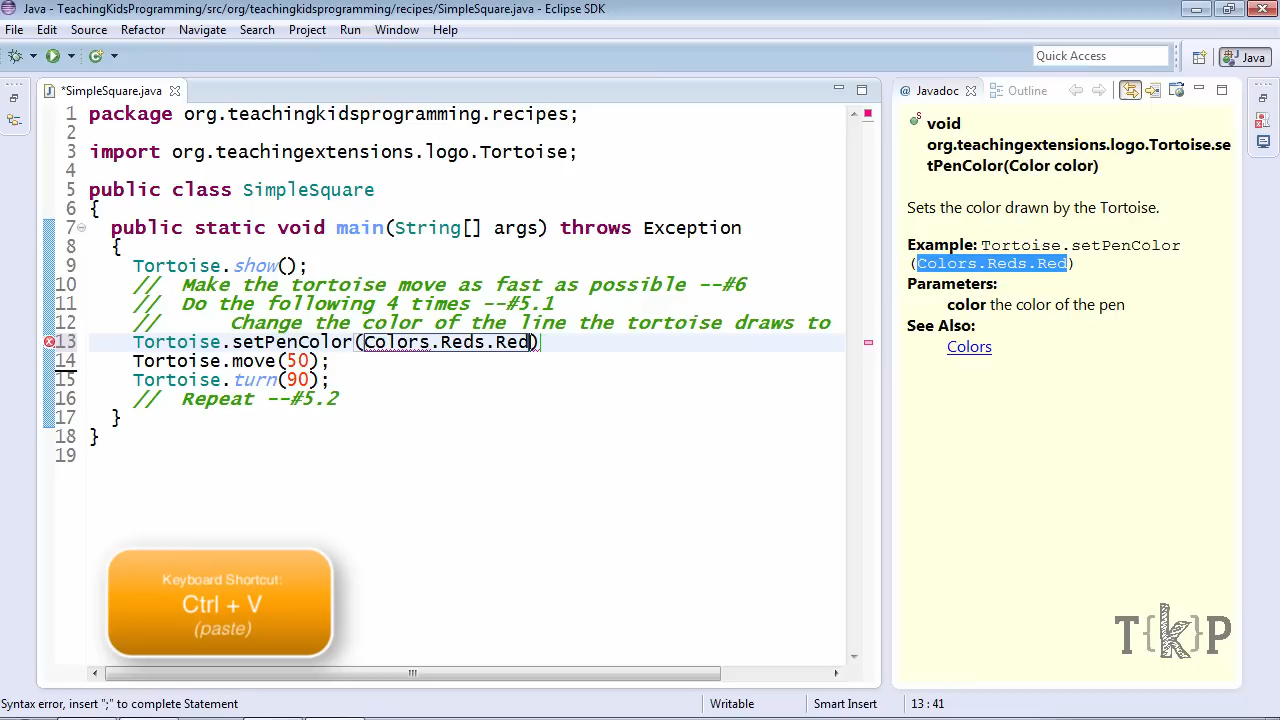 Java - TeachingKidsProgramming/src/org/teachingkidsprogramming/recipes/SimpleSquare.java - Eclipse SDK
File Edit Source Refactor Navigate Search Project Run Window Help
Quick Access
Java
*SimpleSquare.java
Javadoc
Outline
1 package org.teachingkidsprogramming.recipes;
2
3 import org.teachingextensions.logo.Tortoise;
4
5 public class SimpleSquare
6 {
7 public static void main(String[] args) throws Exception
8 {
9 Tortoise.show();
10 // Make the tortoise move as fast as possible --#6
11 // Do the following 4 times --#5.1
12 // Change the color of the line the tortoise draws to
13 Tortoise.setPenColor(Colors.Reds.Red)
14 Tortoise.move(50);
15 Tortoise.turn(90);
16 // Repeat --#5.2
17 }
18 }
19
void
org.teachingextensions.logo.Tortoise.se
tPenColor(Color color)
Sets the color drawn by the Tortoise.
Example: Tortoise.setPenColor
(Colors.Reds.Red)
Parameters:
color the color of the pen
See Also:
Colors
Keyboard Shortcut:
Ctrl + V
(paste)
T{k}P
Syntax error, insert ";" to complete Statement
Writable
Smart Insert
13 : 41